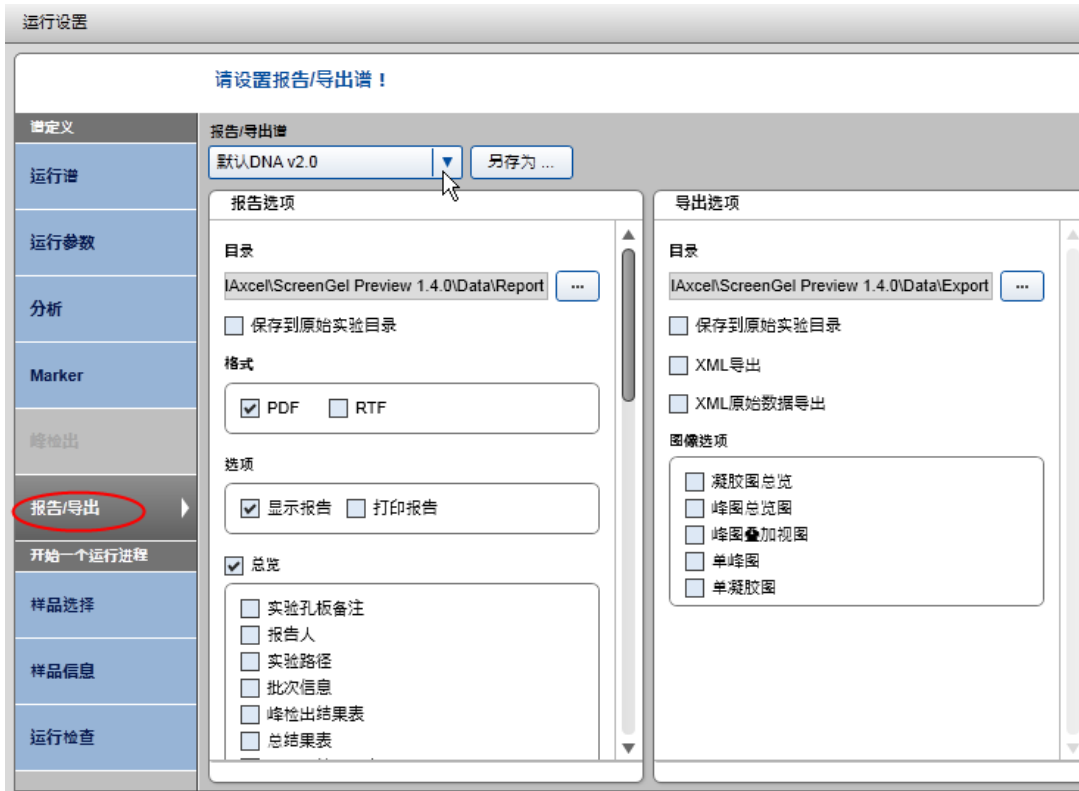 运行设置
请设置报告/导出谱！
谱定义
运行谱
运行参数
分析
Marker
峰检出
报告/导出
开始一个运行进程
样品选择
样品信息
运行检查
报告/导出谱
默认DNA v2.0
另存为 ...
报告选项
目录
IAxcel\ScreenGel Preview 1.4.0\Data\Report
...
保存到原始实验目录
格式
PDF RTF
选项
显示报告 打印报告
总览
实验孔板备注
报告人
实验路径
批次信息
峰检出结果表
总结果表
导出选项
目录
IAxcel\ScreenGel Preview 1.4.0\Data\Export
...
保存到原始实验目录
XML导出
XML原始数据导出
图像选项
凝胶图总览
峰图总览图
峰图叠加视图
单峰图
单凝胶图